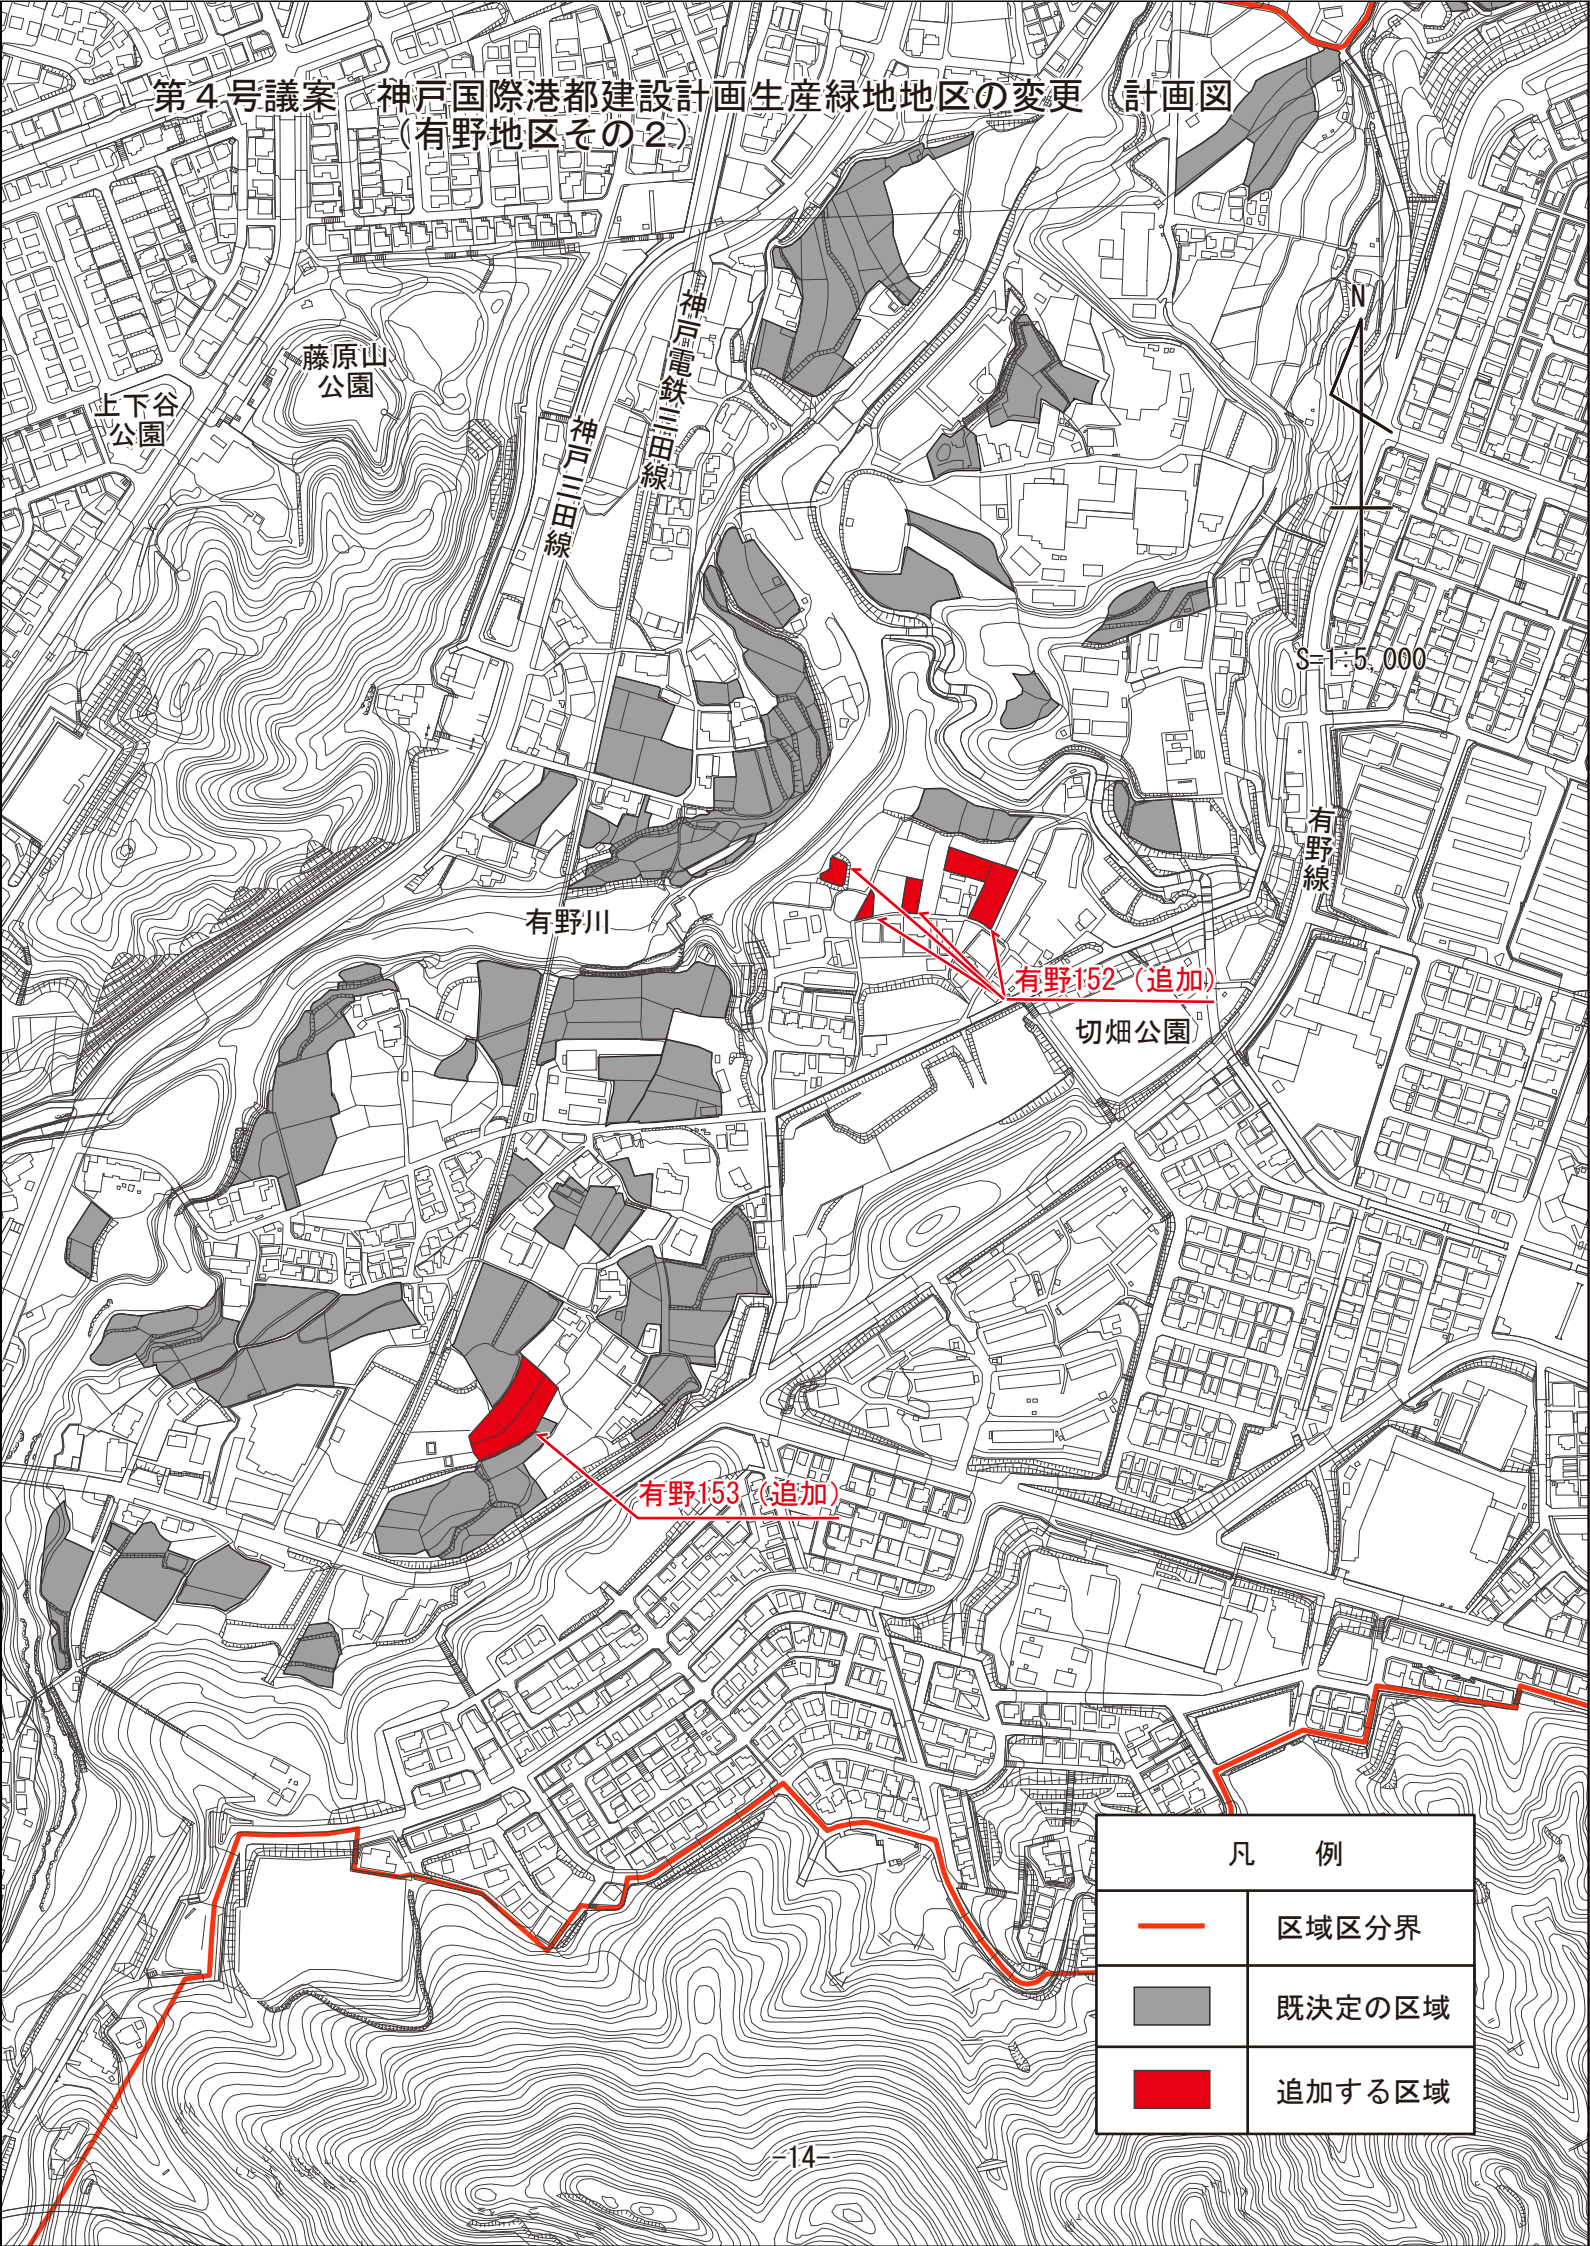 第４号議案　神戸国際港都建設計画生産緑地地区の変更　計画図
（有野地区その２）
N
神戸電鉄三田線
藤原山
公園
上下谷
公園
神戸三田線
S=1:5,000
有野線
有野川
有野152（追加）
切畑公園
有野153（追加）
凡　例
区域区分界
既決定の区域
追加する区域
-14-